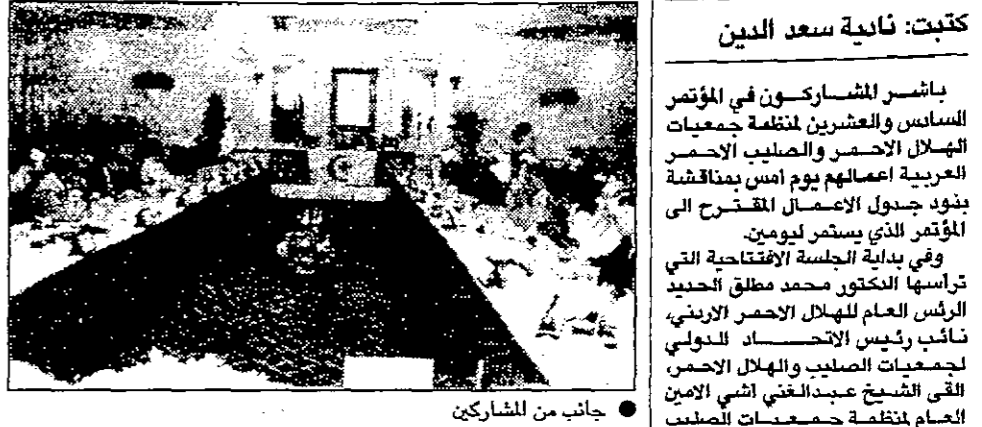 كتبت: نادية سعد الدين
باشر المشاركون في المؤتمر
السادس والعشرين لمنظمة جمعيات
الهلال الاحمر والصليب الاحمر
العربية اعمالهم يوم امس بمناقشة
بنود جدول الاعمال المقترح الى
المؤتمر الذي يستمر ليومين.
وفي بداية الجلسة الافتتاحية التي
ترأسها الدكتور محمد مطلق الحديد
الرئس العام للهلال الاحمر الاردني،
نائب رئيس الاتحاد الدولي
لجمعيات الصليب والهلال الاحمر،
القى الشيخ عبدالغني اشي الامين
العام لمنظمة جمعيات الصليب
● جانب من المشاركين